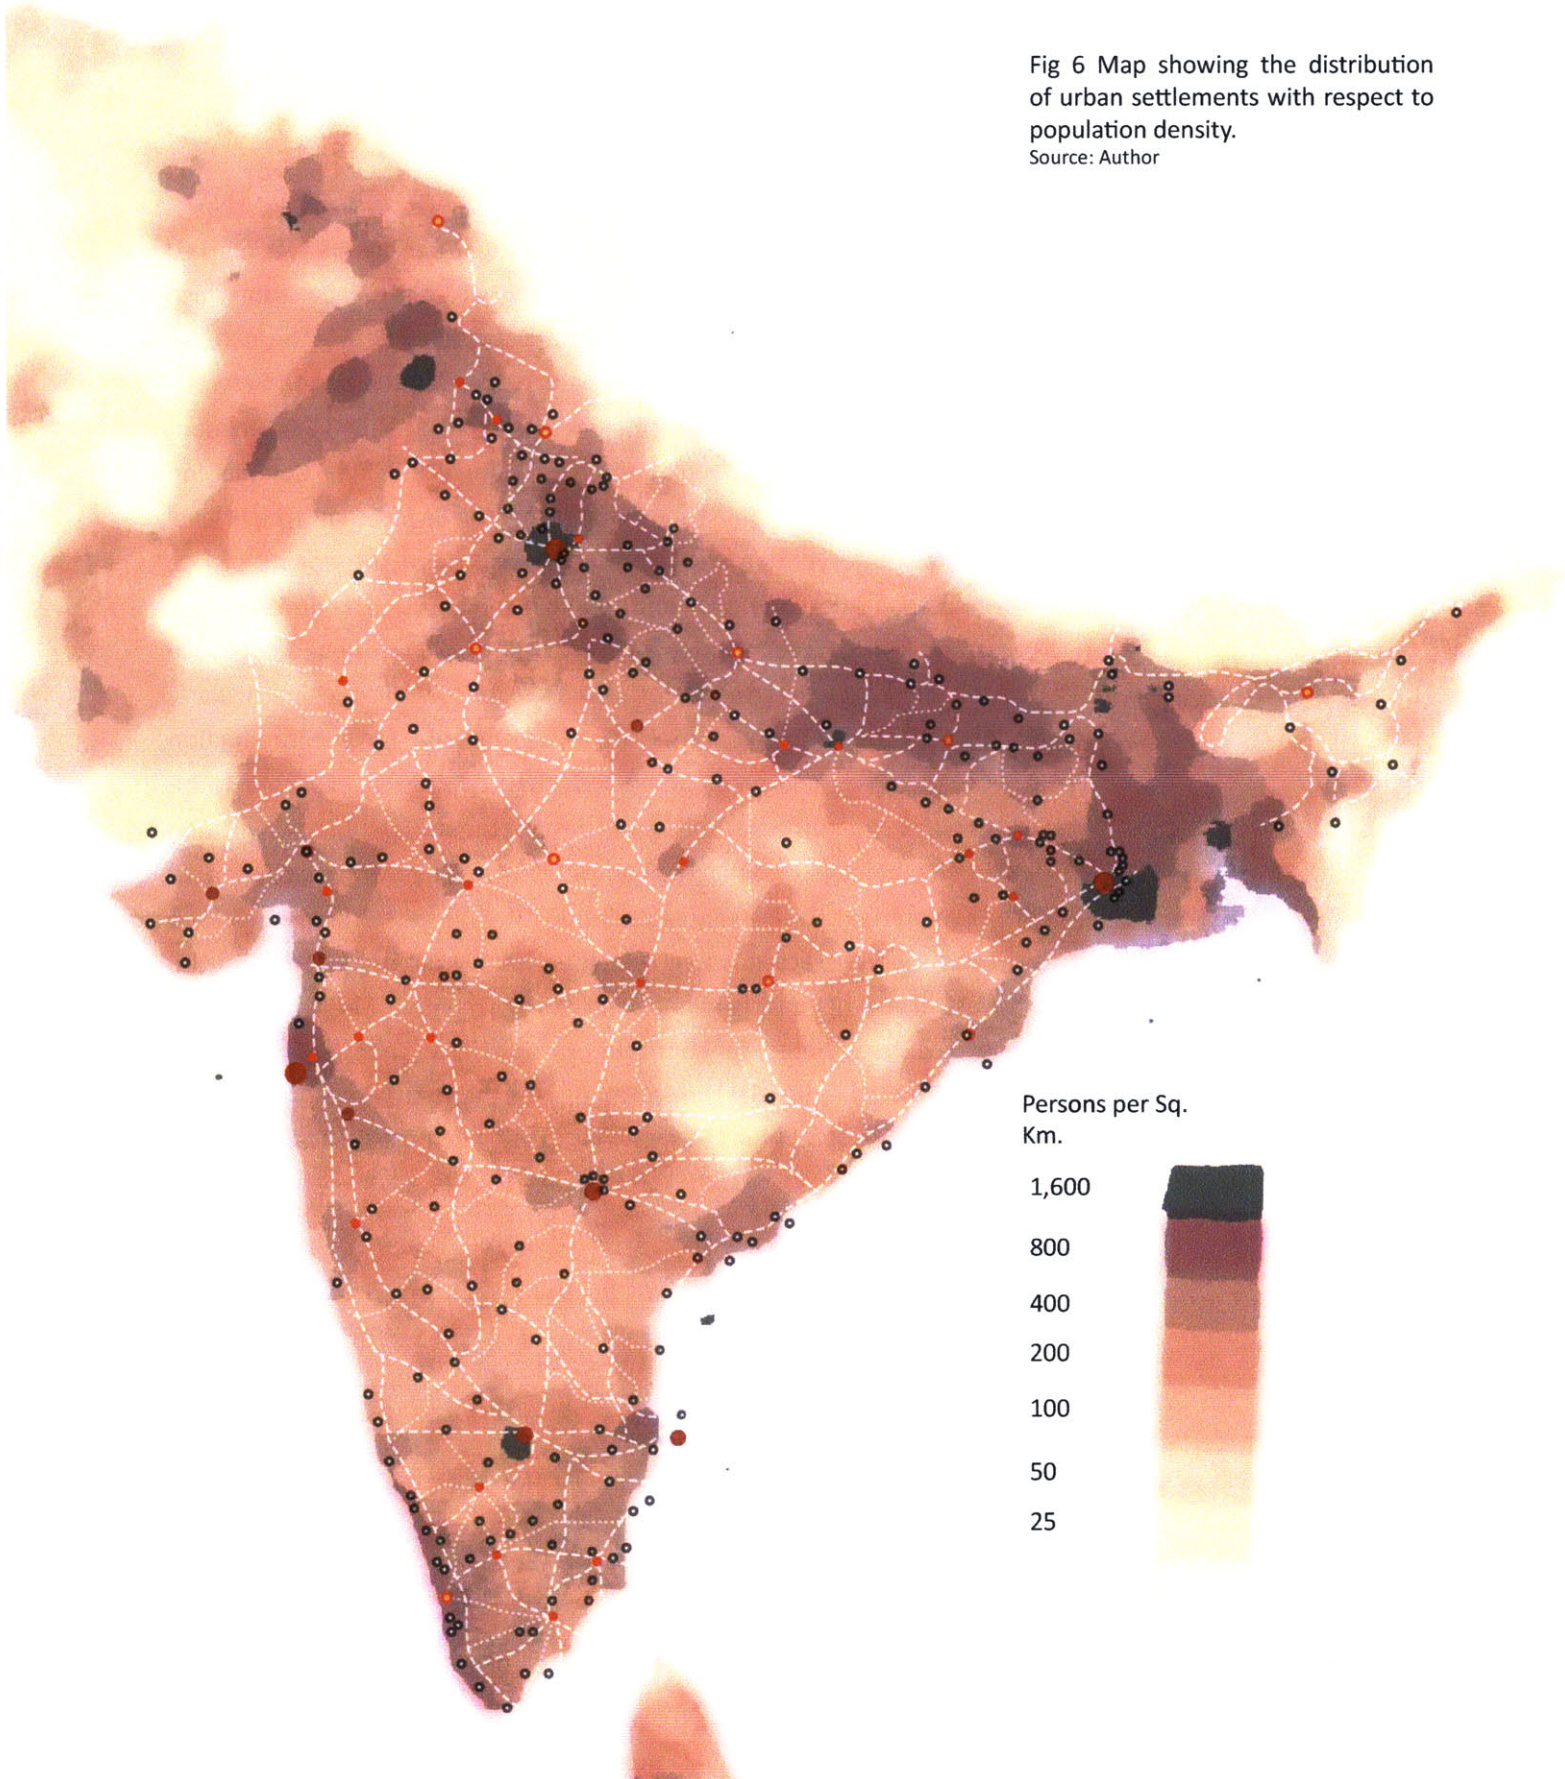 Fig 6 Map showing the distribution
of urban settlements with respect to
population density.
Source: Author
Persons per Sq.
Km.
1,600
800
400
200
100
50
25